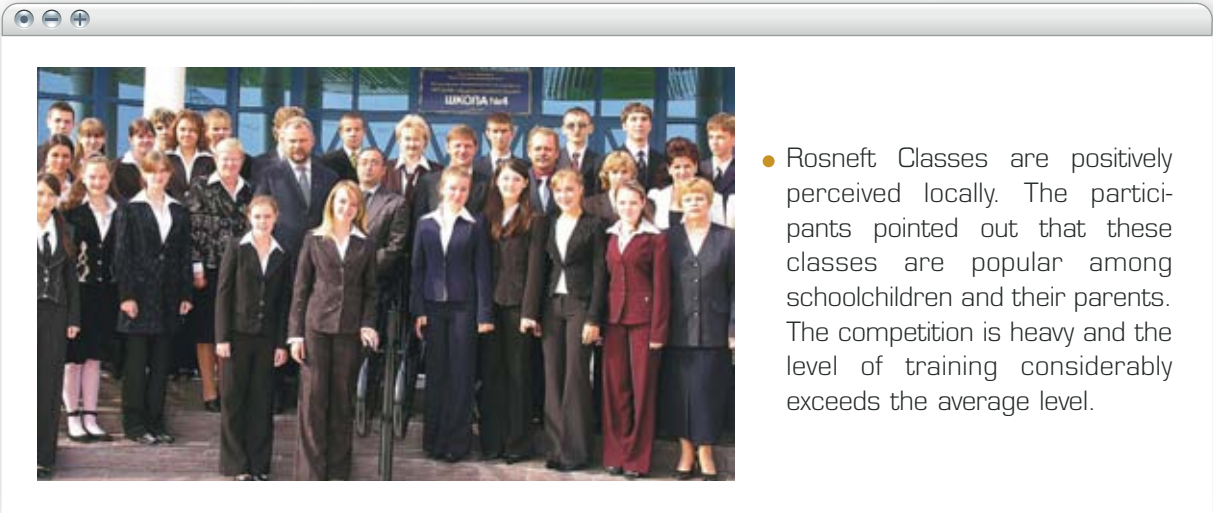 ШКОЛА №4
Rosneft Classes are positively
perceived locally. The partici-
pants pointed out that these
classes are popular among
schoolchildren and their parents.
The competition is heavy and the
level of training considerably
exceeds the average level.